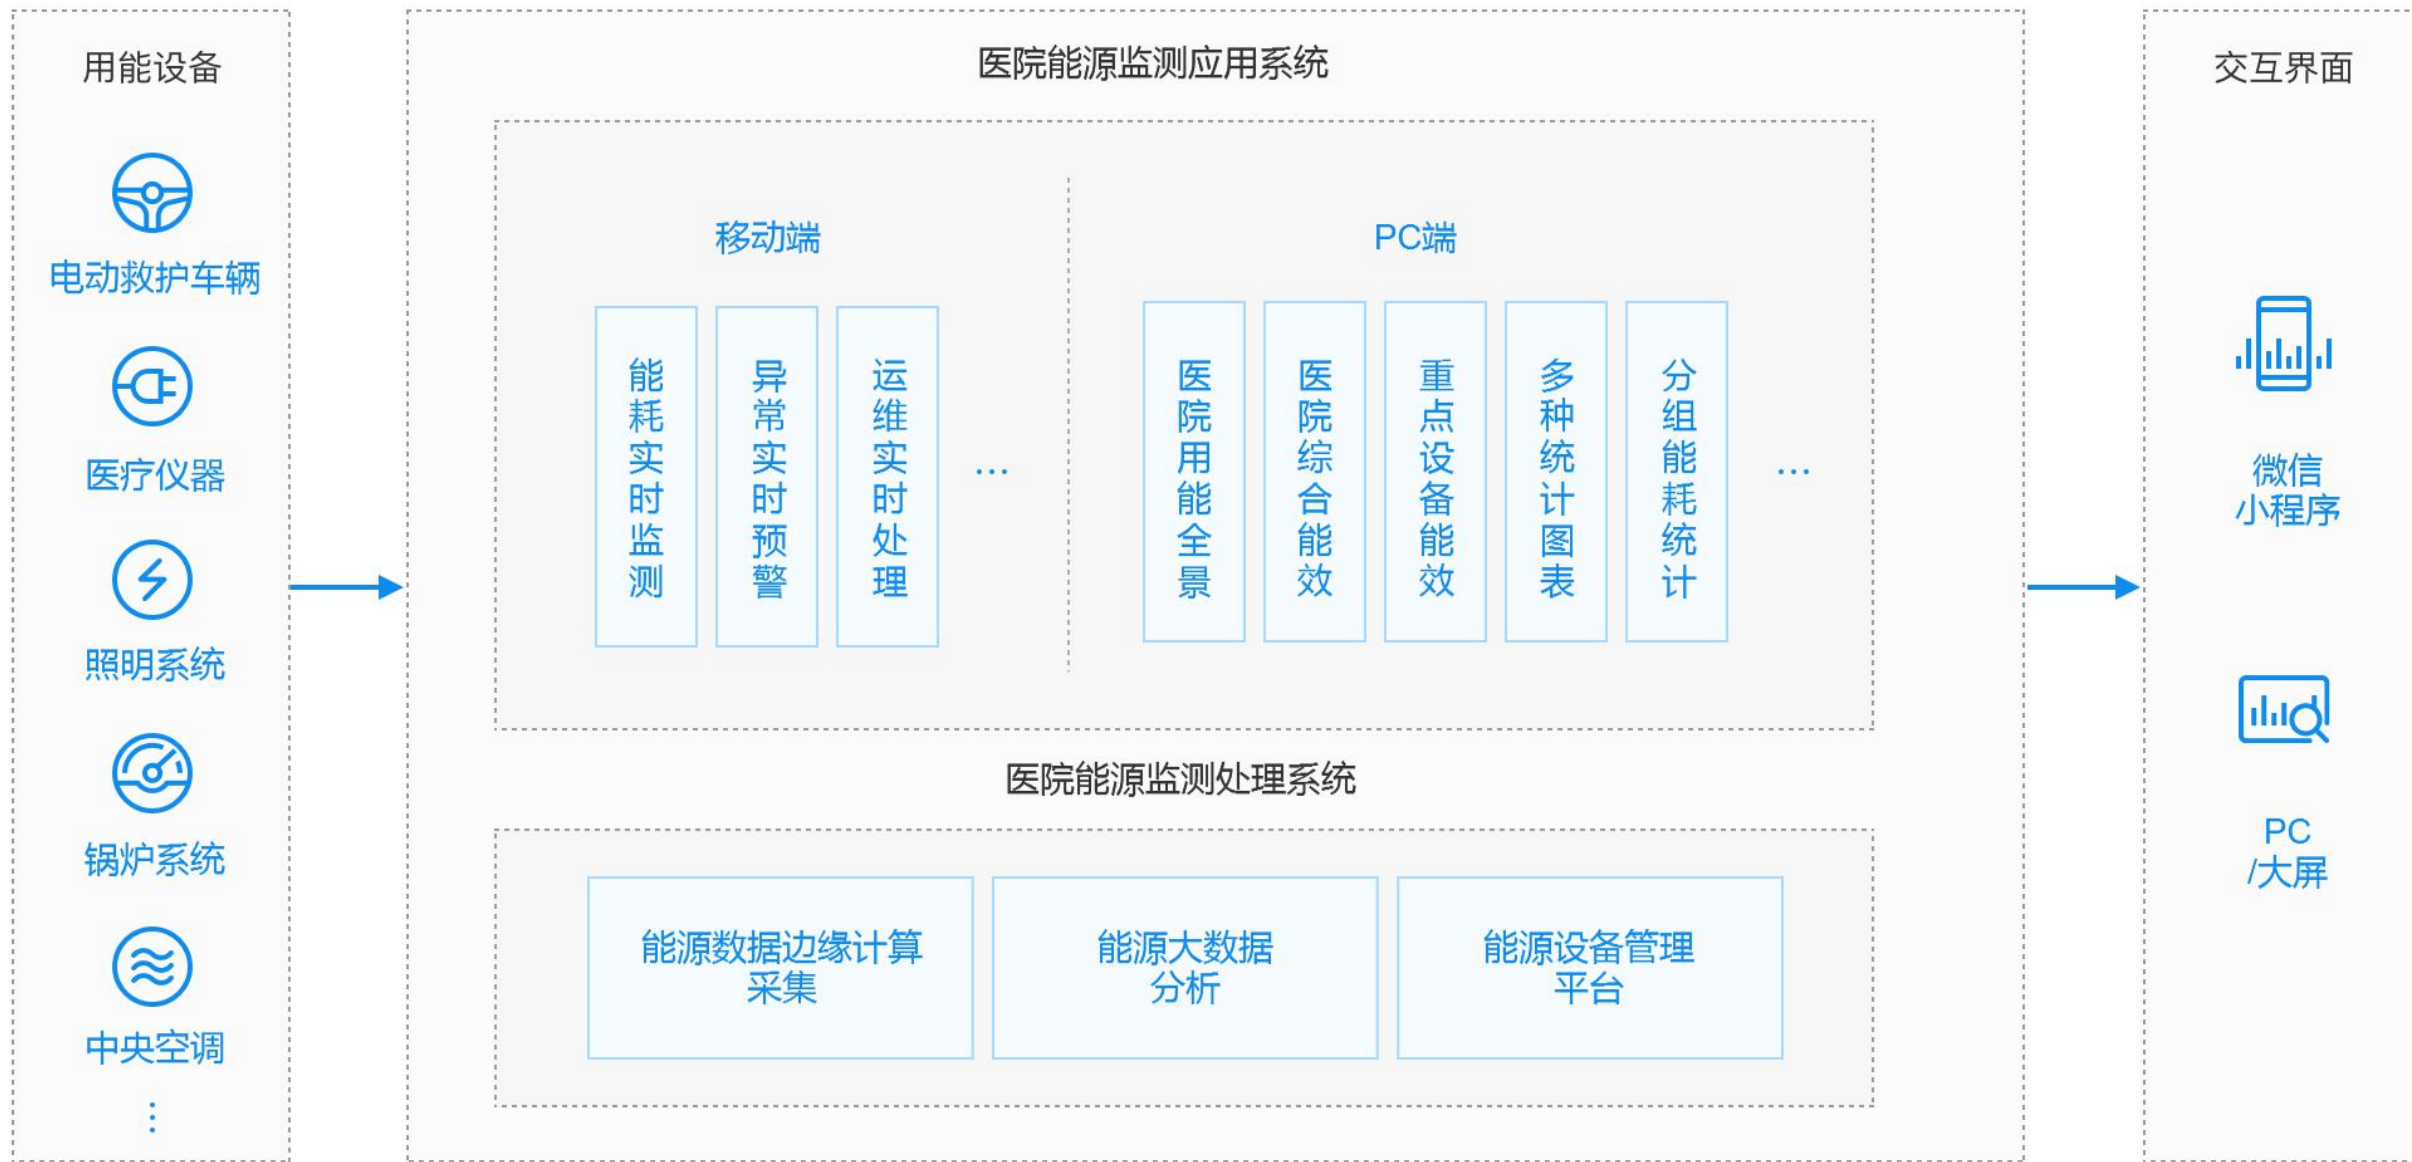 用能设备
电动救护车辆
医疗仪器
照明系统
锅炉系统
中央空调
⋮
医院能源监测应用系统
移动端
能耗实时监测
异常实时预警
运维实时处理
...
PC端
医院用能全景
医院综合能效
重点设备能效
多种统计图表
分组能耗统计
...
医院能源监测处理系统
能源数据边缘计算
采集
能源大数据
分析
能源设备管理
平台
交互界面
微信
小程序
PC
/大屏